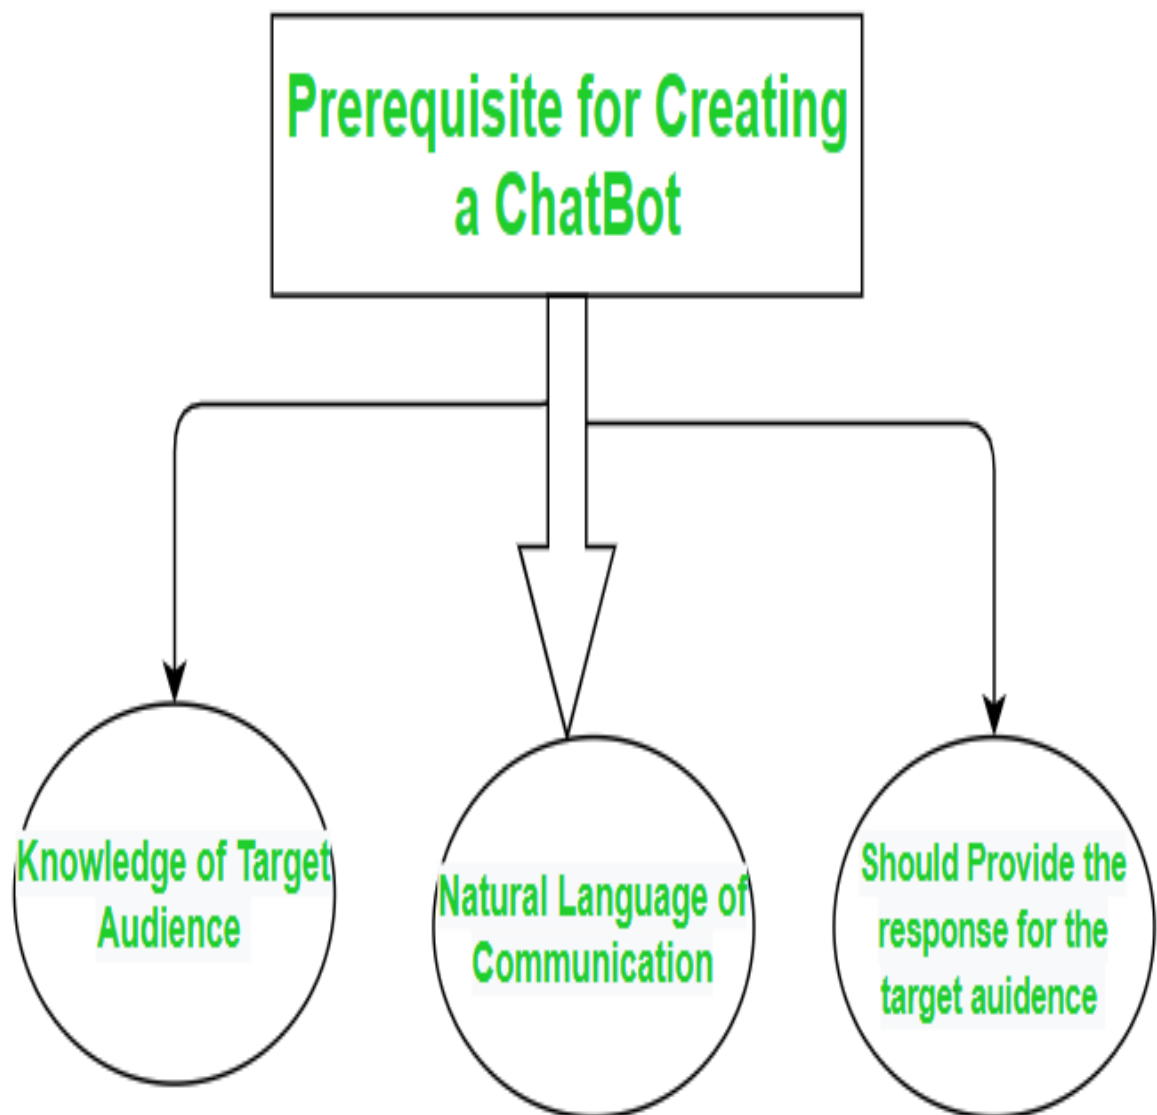 Prerequisite for Creating
a ChatBot
Knowledge of Target
Audience
Natural Language of
Communication
Should Provide the
response for the
target auidence